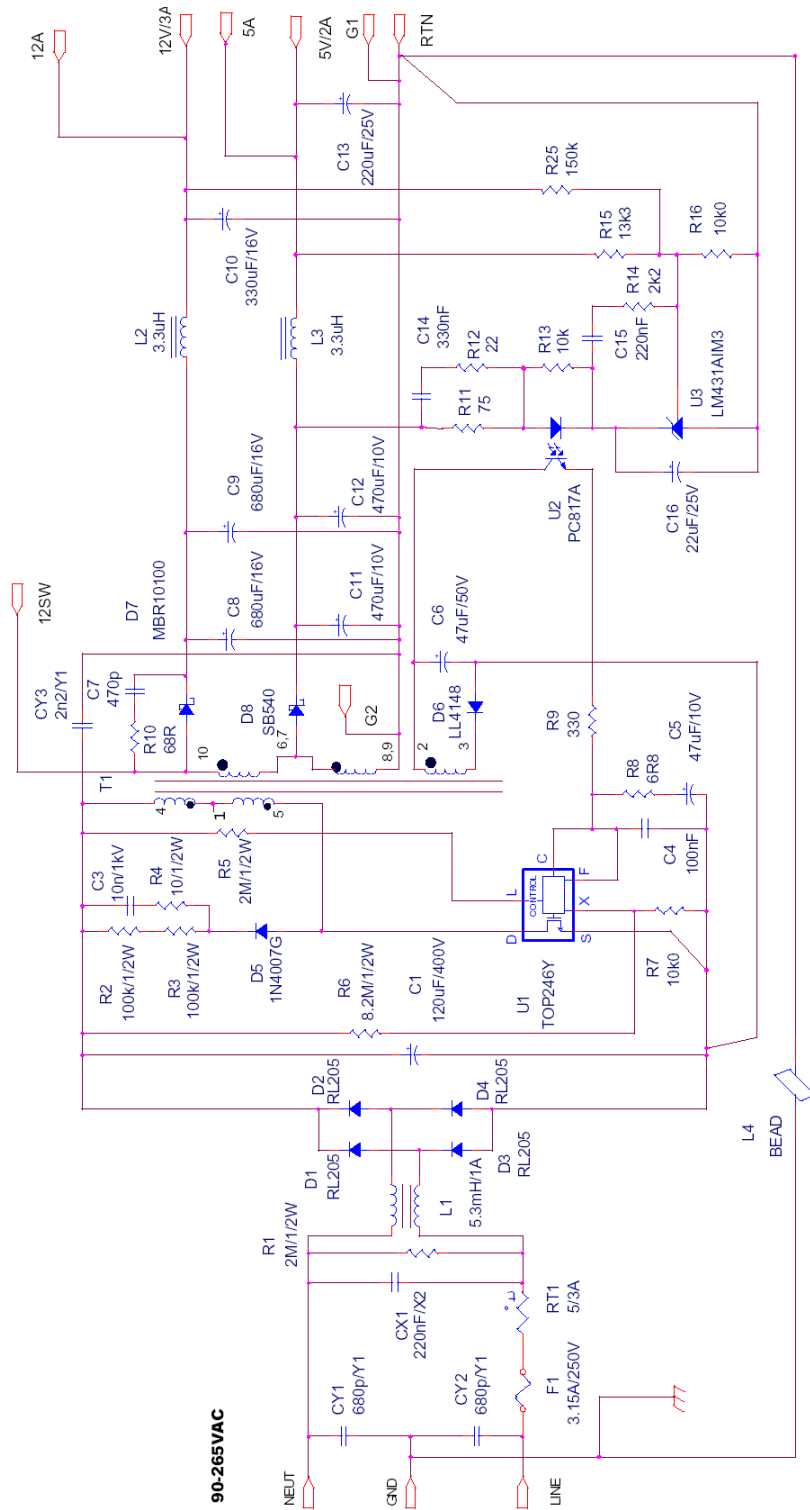 90-265VAC
NEUT
GND
LINE
CY1
680p/Y1
CY2
680p/Y1
F1
3.15A/250V
RT1
5/3A
CX1
220nF/X2
R1
2M/1/2W
L1
5.3mH/1A
D1
RL205
D2
RL205
D3
RL205
D4
RL205
L4
BEAD
C1
120uF/400V
R6
8.2M/1/2W
R2
100k/1/2W
R3
100k/1/2W
C3
10n/1kV
R4
10/1/2W
D5
1N4007G
R5
2M/1/2W
U1
TOP246Y
CONTROL
D
L
C
S
X
F
R7
10k0
C4
100nF
R8
6R8
C5
47uF/10V
R9
330
T1
4
1
5
10
6,7
8,9
2
3
CY3
2n2/Y1
C7
470p
R10
68R
D7
MBR10100
D8
SB540
G2
D6
LL4148
C6
47uF/50V
12SW
C8
680uF/16V
C9
680uF/16V
C11
470uF/10V
C12
470uF/10V
L2
3.3uH
L3
3.3uH
C10
330uF/16V
C13
220uF/25V
12A
12V/3A
5A
5V/2A
G1
RTN
U2
PC817A
R11
75
C14
330nF
R12
22
R13
10k
C15
220nF
R14
2k2
R15
13k3
R25
150k
R16
10k0
U3
LM431AIM3
C16
22uF/25V